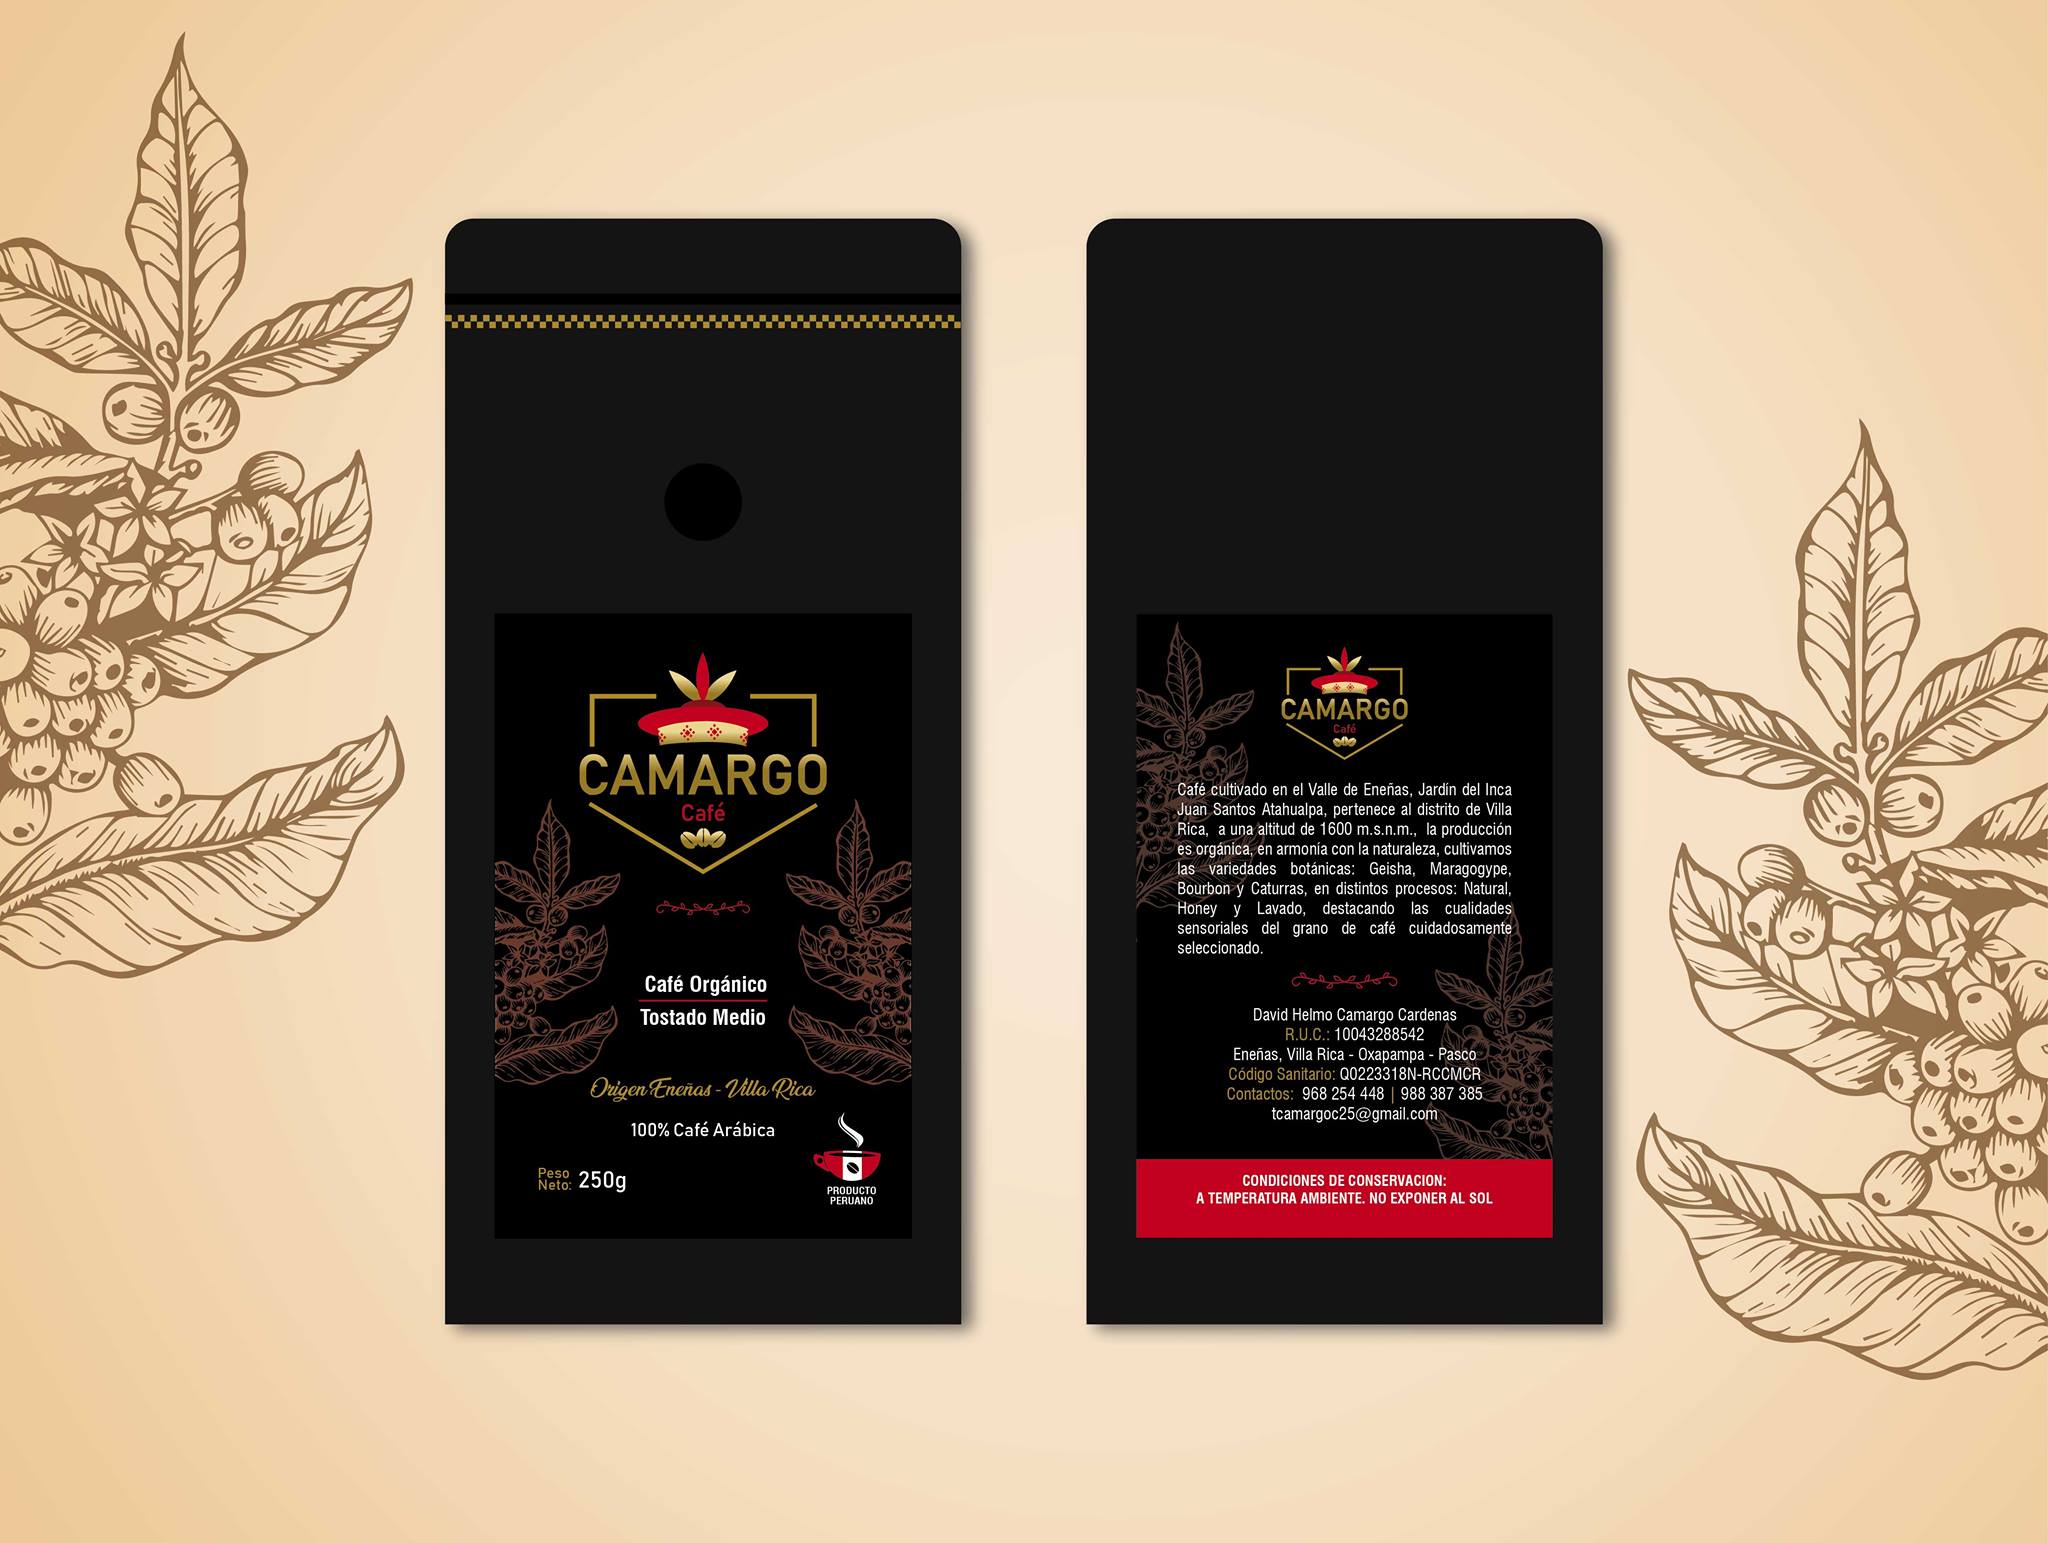 CAMARGO
Café
Café Orgánico
Tostado Medio
Origen Eneñas - Villa Rica
100% Café Arábica
Peso
Neto: 250g
PRODUCTO
PERUANO
CAMARGO
Café
Café cultivado en el Valle de Eneñas, Jardín del Inca
Juan Santos Atahualpa, pertenece al distrito de Villa
Rica, a una altitud de 1600 m.s.n.m., la producción
es orgánica, en armonía con la naturaleza, cultivamos
las variedades botánicas: Geisha, Maragogype,
Bourbon y Caturras, en distintos procesos: Natural,
Honey y Lavado, destacando las cualidades
sensoriales del grano de café cuidadosamente
seleccionado.
David Helmo Camargo Cardenas
R.U.C.: 10043288542
Eneñas, Villa Rica - Oxapampa - Pasco
Código Sanitario: Q0223318N-RCCMCR
Contactos: 968 254 448 | 988 387 385
tcamargoc25@gmail.com
CONDICIONES DE CONSERVACION:
A TEMPERATURA AMBIENTE. NO EXPONER AL SOL